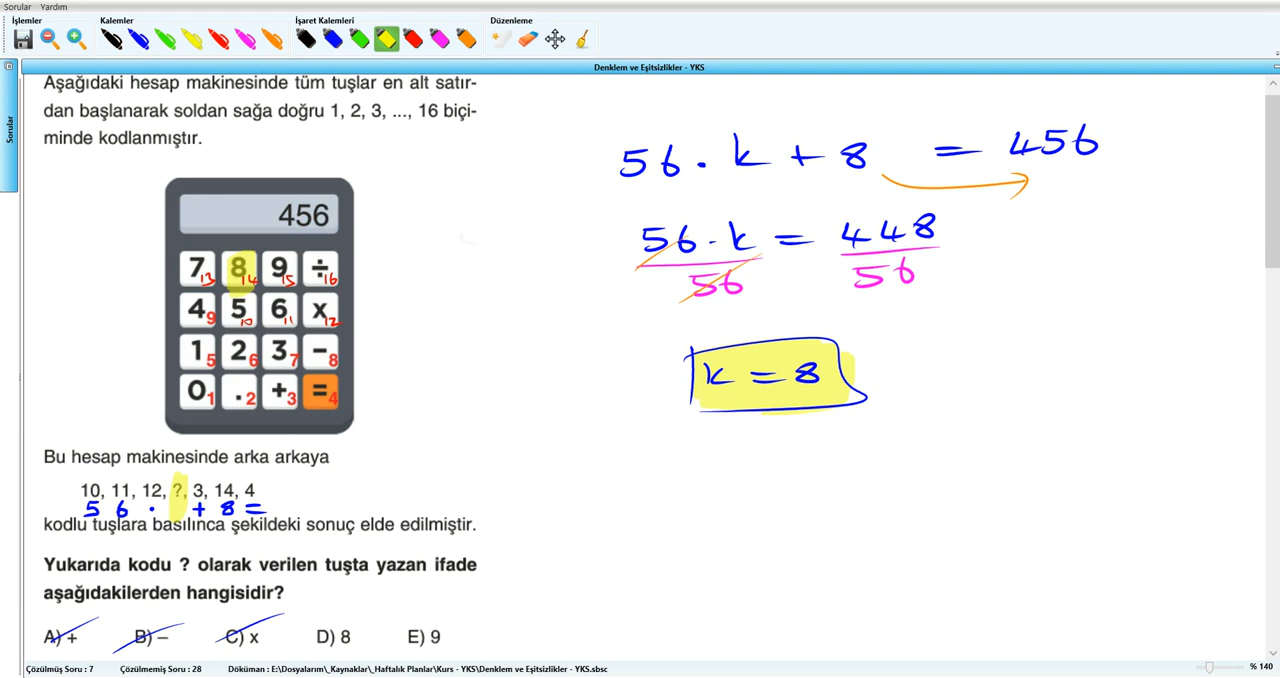 Sorular Yardım
İşlemler Kalemler İşaret Kalemleri Düzenleme
Denklem ve Eşitsizlikler - YKS
Sorular
Aşağıdaki hesap makinesinde tüm tuşlar en alt satır-
dan başlanarak soldan sağa doğru 1, 2, 3, ..., 16 biçi-
minde kodlanmıştır.
456
7 13 8 14 9 15 ÷ 16
4 9 5 10 6 11 x 12
1 5 2 6 3 7 − 8
0 1 . 2 + 3 = 4
Bu hesap makinesinde arka arkaya
10, 11, 12, ?, 3, 14, 4
5 6 · + 8 =
kodlu tuşlara basılınca şekildeki sonuç elde edilmiştir.
Yukarıda kodu ? olarak verilen tuşta yazan ifade
aşağıdakilerden hangisidir?
A) + B) − C) x D) 8 E) 9
56 . k + 8 = 456
56 . k = 448
56 56
k = 8
Çözülmüş Soru : 7 Çözülmemiş Soru : 28 Döküman : E:\Dosyalarım\_Kaynaklar\_Haftalık Planlar\Kurs - YKS\Denklem ve Eşitsizlikler - YKS.sbsc % 140